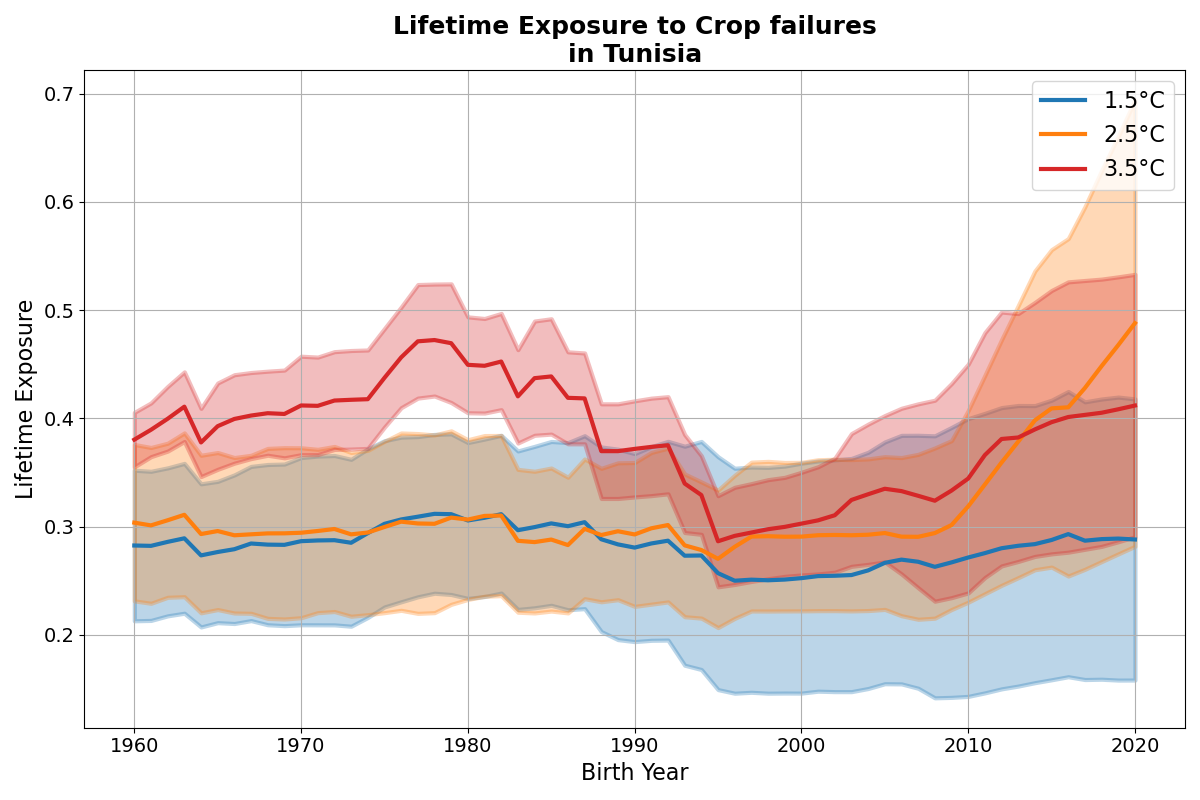 Lifetime Exposure to Crop failures
in Tunisia
1.5°C
2.5°C
3.5°C
Lifetime Exposure
0.7
0.6
0.5
0.4
0.3
0.2
1960
1970
1980
1990
2000
2010
2020
Birth Year